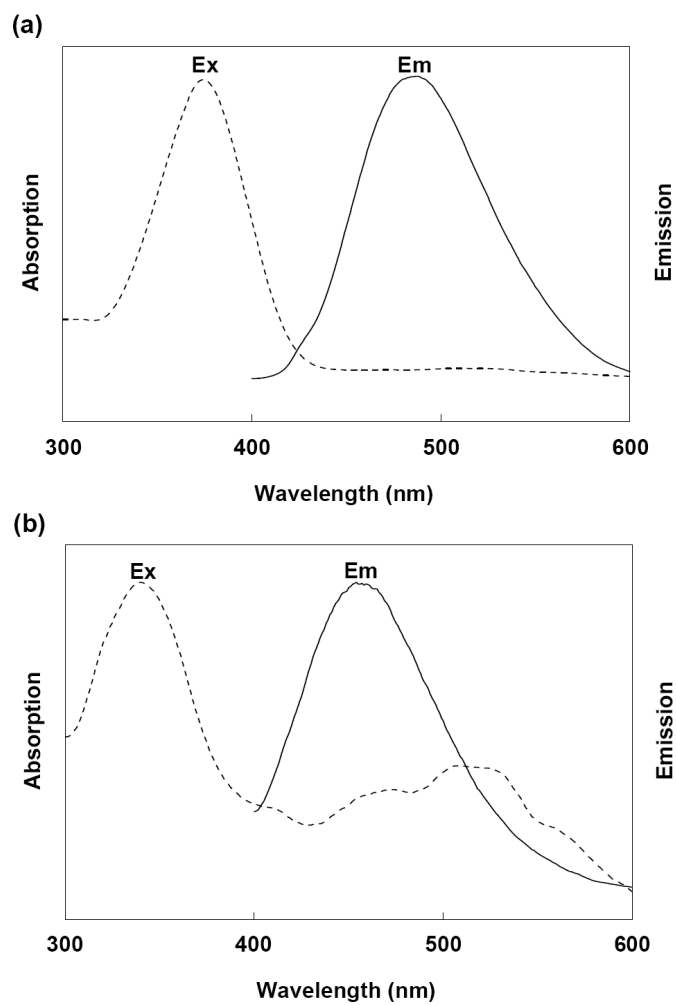 (a)
Ex Em
Absorption
Emission
300 400 500 600
Wavelength (nm)
(b)
Ex Em
Absorption
Emission
300 400 500 600
Wavelength (nm)